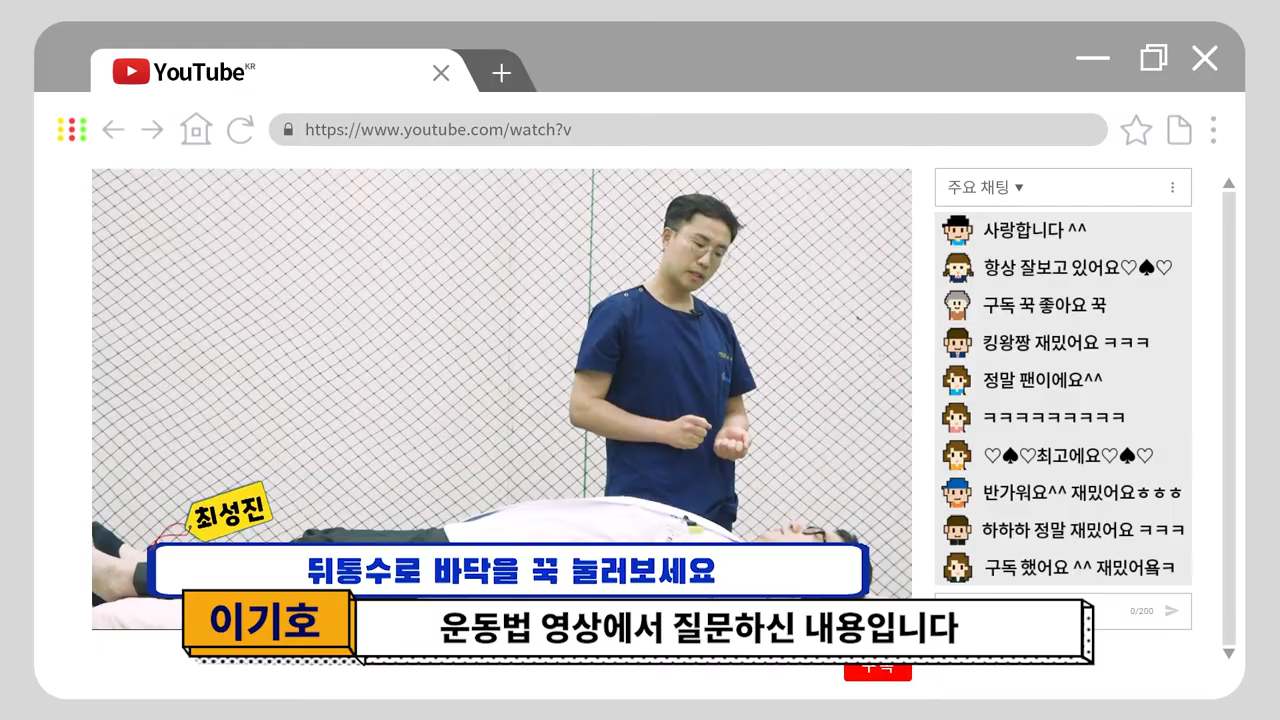 YouTube KR
https://www.youtube.com/watch?v
주요 채팅 ▼
사랑합니다 ^^
항상 잘보고 있어요♡♠♡
구독 꾹 좋아요 꾹
킹왕짱 재밌어요 ㅋㅋㅋ
정말 팬이에요^^
ㅋㅋㅋㅋㅋㅋㅋㅋㅋ
♡♠♡최고에요♡♠♡
반가워요^^ 재밌어요ㅎㅎㅎ
하하하 정말 재밌어요 ㅋㅋㅋ
구독 했어요 ^^ 재밌어욬ㅋ
0/200
최성진
뒤통수로 바닥을 꾹 눌러보세요
이기호
운동법 영상에서 질문하신 내용입니다